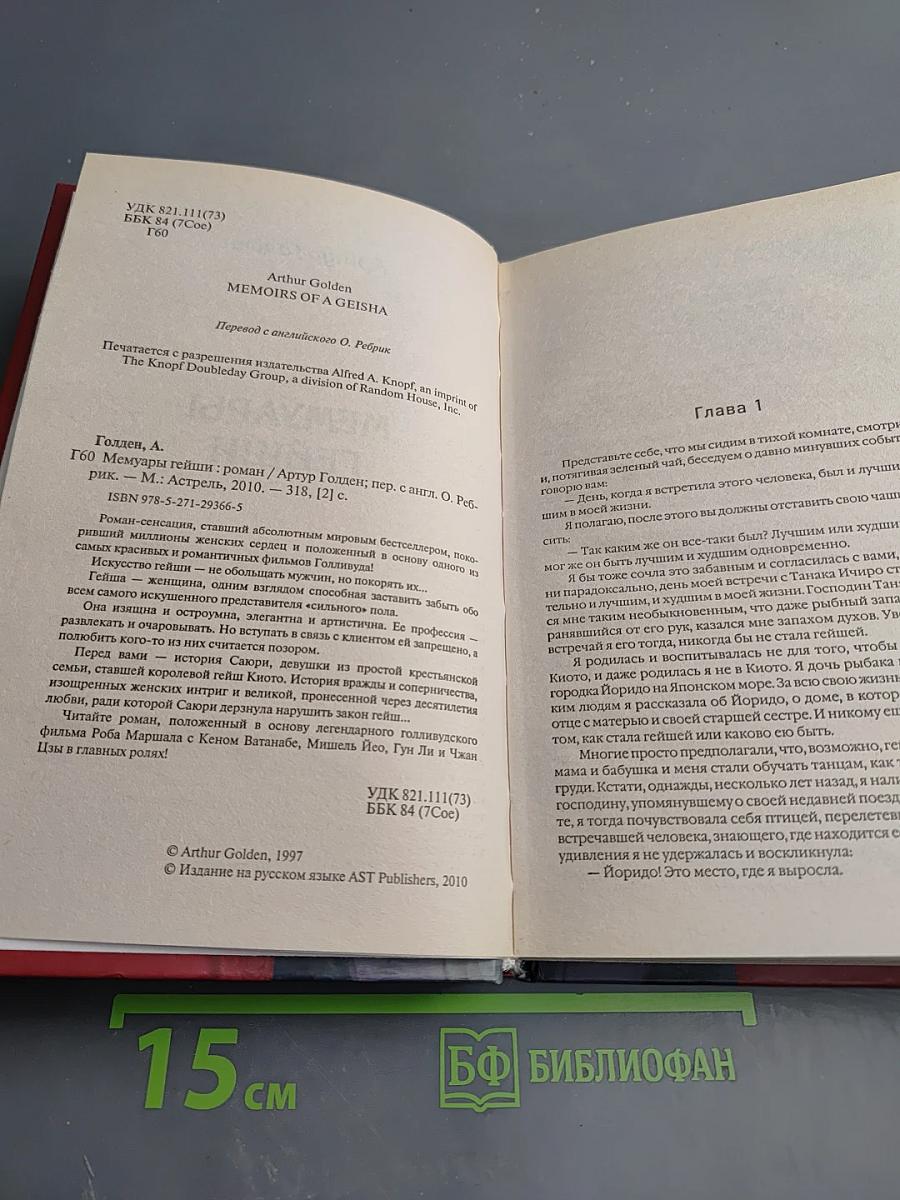 УДК 821.111(73)
ББК 84 (7Сое)
Г60
Arthur Golden
MEMOIRS OF A GEISHA
Перевод с английского О. Ребрик
Печатается с разрешения издательства Alfred A. Knopf, an imprint of
The Knopf Doubleday Group, a division of Random House, Inc.
Голден, А.
Г60 Мемуары гейши : роман / Артур Голден; пер. с англ. О. Реб-
рик. — М.: Астрель, 2010. — 318, [2] с.
ISBN 978-5-271-29366-5
Роман-сенсация, ставший абсолютным мировым бестселлером, поко-
ривший миллионы женских сердец и положенный в основу одного из
самых красивых и романтичных фильмов Голливуда!
Искусство гейши — не обольщать мужчин, но покорять их...
Гейша — женщина, одним взглядом способная заставить забыть обо
всем самого искушенного представителя «сильного» пола.
Она изящна и остроумна, элегантна и артистична. Ее профессия —
развлекать и очаровывать. Но вступать в связь с клиентом ей запрещено, а
полюбить кого-то из них считается позором.
Перед вами — история Саюри, девушки из простой крестьянской
семьи, ставшей королевой гейш Киото. История вражды и соперничества,
изощренных женских интриг и великой, пронесенной через десятилетия
любви, ради которой Саюри дерзнула нарушить закон гейш...
Читайте роман, положенный в основу легендарного голливудского
фильма Роба Маршала с Кеном Ватанабе, Мишель Йео, Гун Ли и Чжан
Цзы в главных ролях!
УДК 821.111(73)
ББК 84 (7Сое)
© Arthur Golden, 1997
© Издание на русском языке AST Publishers, 2010
Глава 1
Представьте себе, что мы сидим в тихой комнате, смотри
и, потягивая зеленый чай, беседуем о давно минувших событ
говорю вам:
— День, когда я встретила этого человека, был и лучши
шим в моей жизни.
Я полагаю, после этого вы должны отставить свою чаш
сить:
— Так каким же он все-таки был? Лучшим или худши
мог же он быть лучшим и худшим одновременно.
Я бы тоже сочла это забавным и согласилась с вами,
ни парадоксально, день моей встречи с Танака Ичиро ст
тельно и лучшим, и худшим в моей жизни. Господин Тан
ся мне таким необыкновенным, что даже рыбный запа
ранявшийся от его рук, казался мне запахом духов. Ув
встречай я его тогда, никогда бы не стала гейшей.
Я родилась и воспитывалась не для того, чтобы
Киото, и даже родилась я не в Киото. Я дочь рыбака
городка Йоридо на Японском море. За всю свою жизн
ким людям я рассказала об Йоридо, о доме, в котор
отце с матерью и своей старшей сестре. И никому ещ
том, как стала гейшей или каково ею быть.
Многие просто предполагали, что, возможно, ге
мама и бабушка и меня стали обучать танцам, как т
груди. Кстати, однажды, несколько лет назад, я нали
господину, упомянувшему о своей недавней поезд
те, я тогда почувствовала себя птицей, перелетев
встречавшей человека, знающего, где находится е
удивления я не удержалась и воскликнула:
— Йоридо! Это место, где я выросла.
15 см
БФ БИБЛИОФАН